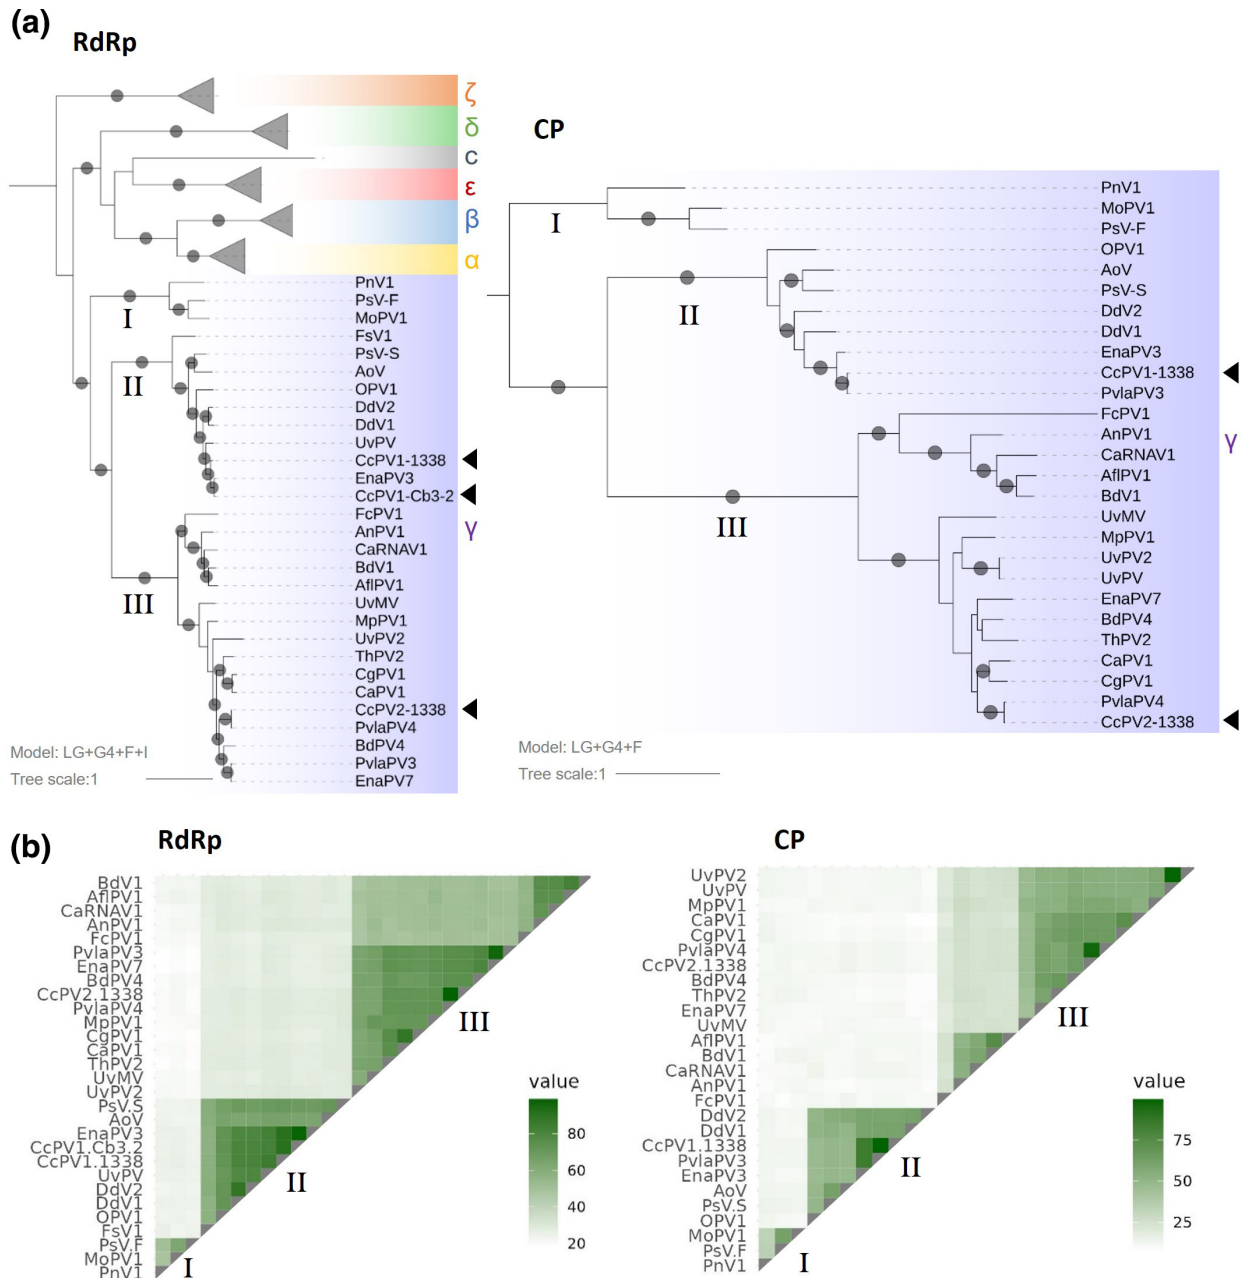 (a)
RdRp
ζ
δ
c
ε
β
α
PnV1
PsV-F
MoPV1
I
FsV1
PsV-S
AoV
II
OPV1
DdV2
DdV1
UvPV
CcPV1-1338
EnaPV3
CcPV1-Cb3-2
FcPV1
AnPV1
γ
CaRNAV1
BdV1
AflPV1
III
UvMV
MpPV1
UvPV2
ThPV2
CgPV1
CaPV1
CcPV2-1338
PvlaPV4
BdPV4
PvlaPV3
EnaPV7
Model: LG+G4+F+I
Tree scale:1
CP
PnV1
MoPV1
I
PsV-F
OPV1
AoV
PsV-S
II
DdV2
DdV1
EnaPV3
CcPV1-1338
PvlaPV3
FcPV1
AnPV1
γ
CaRNAV1
AflPV1
BdV1
III
UvMV
MpPV1
UvPV2
UvPV
EnaPV7
BdPV4
ThPV2
CaPV1
CgPV1
PvlaPV4
CcPV2-1338
Model: LG+G4+F
Tree scale:1
(b)
RdRp
BdV1
AflPV1
CaRNAV1
AnPV1
FcPV1
PvlaPV3
EnaPV7
BdPV4
CcPV2.1338
PvlaPV4
MpPV1
CgPV1
CaPV1
ThPV2
UvMV
UvPV2
PsV.S
AoV
EnaPV3
CcPV1.Cb3.2
CcPV1.1338
UvPV
DdV2
DdV1
OPV1
FsV1
PsV.F
MoPV1
PnV1
III
II
I
value
80
60
40
20
CP
UvPV2
UvPV
MpPV1
CaPV1
CgPV1
PvlaPV4
CcPV2.1338
BdPV4
ThPV2
EnaPV7
UvMV
AflPV1
BdV1
CaRNAV1
AnPV1
FcPV1
DdV2
DdV1
CcPV1.1338
PvlaPV3
EnaPV3
AoV
PsV.S
OPV1
MoPV1
PsV.F
PnV1
III
II
I
value
75
50
25